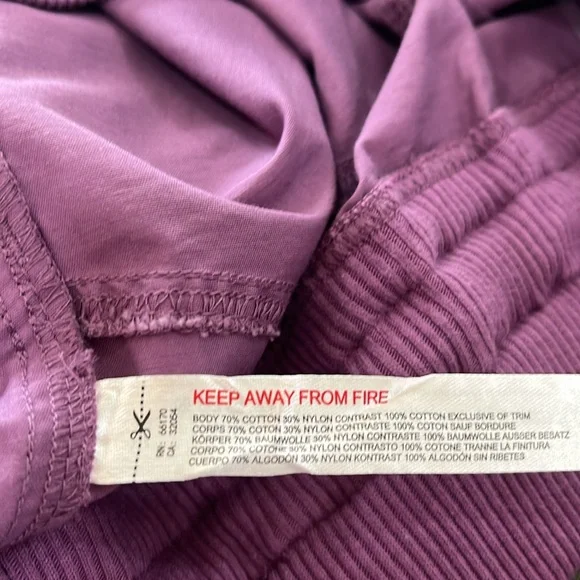 KEEP AWAY FROM FIRE
BODY 70% COTTON 30% NYLON CONTRAST 100% COTTON EXCLUSIVE OF TRIM
CORPS 70% COTON 30% NYLON CONTRASTE 100% COTON SAUF BORDURE
KÖRPER 70% BAUMWOLLE 30% NYLON CONTRASTE 100% BAUMWOLLE AUSSER BESATZ
CORPO 70% COTONE 30% NYLON CONTRASTO 100% COTONE TRANNE LA FINITURA
CUERPO 70% ALGODÓN 30% NYLON KONTRAST 100% ALGODÓN SIN RIBETES
RN: 66170
CA: 32054